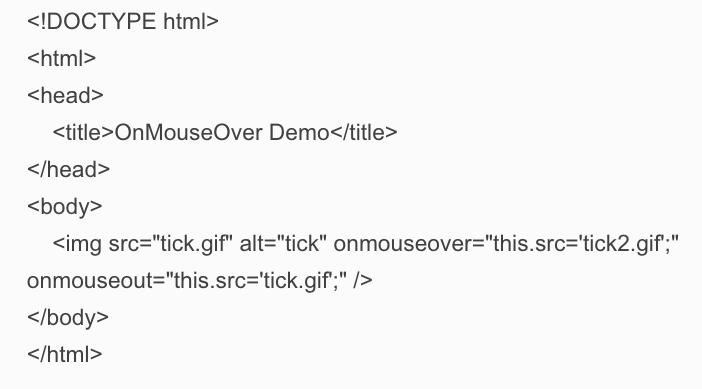 <!DOCTYPE html>
<html>
<head>
<title>OnMouseOver Demo</title>
</head>
<body>
<img src="tick.gif" alt="tick" onmouseover="this.src='tick2.gif';"
onmouseout="this.src='tick.gif';" />
</body>
</html>